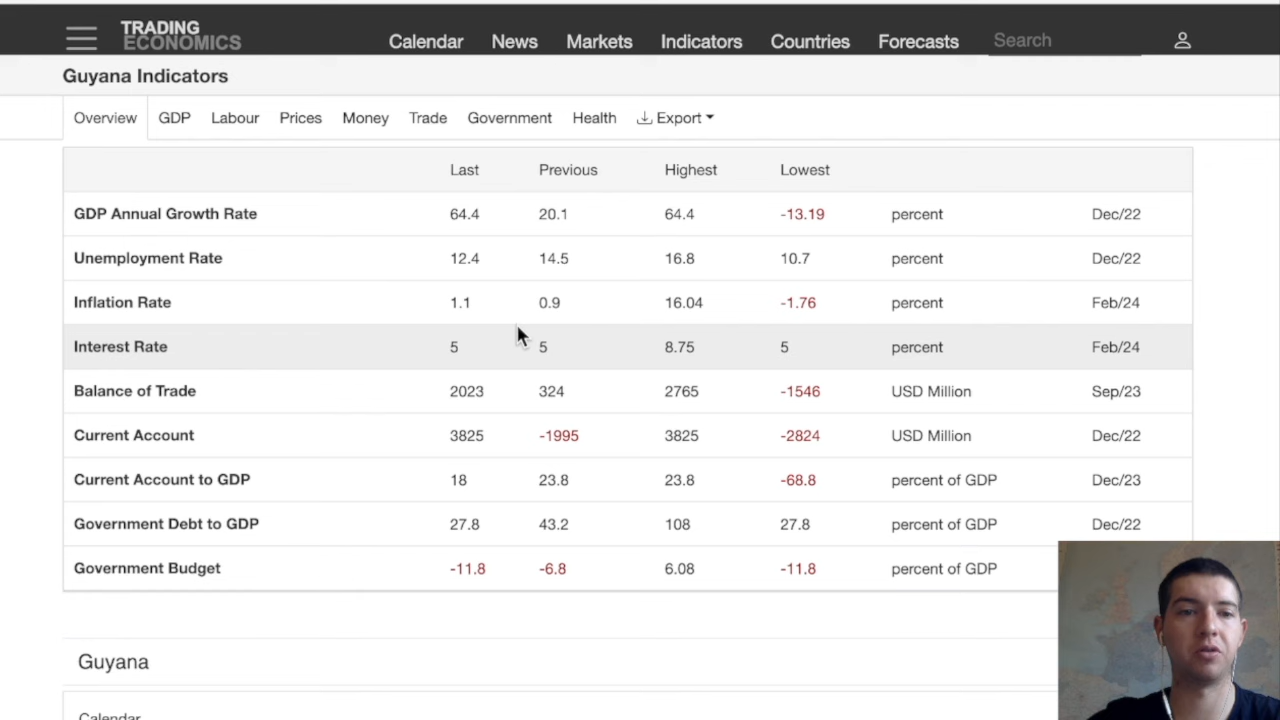 TRADING
ECONOMICS
Calendar News Markets Indicators Countries Forecasts Search
Guyana Indicators
Overview GDP Labour Prices Money Trade Government Health Export
Last Previous Highest Lowest
GDP Annual Growth Rate 64.4 20.1 64.4 -13.19 percent Dec/22
Unemployment Rate 12.4 14.5 16.8 10.7 percent Dec/22
Inflation Rate 1.1 0.9 16.04 -1.76 percent Feb/24
Interest Rate 5 5 8.75 5 percent Feb/24
Balance of Trade 2023 324 2765 -1546 USD Million Sep/23
Current Account 3825 -1995 3825 -2824 USD Million Dec/22
Current Account to GDP 18 23.8 23.8 -68.8 percent of GDP Dec/23
Government Debt to GDP 27.8 43.2 108 27.8 percent of GDP Dec/22
Government Budget -11.8 -6.8 6.08 -11.8 percent of GDP
Guyana
Calendar